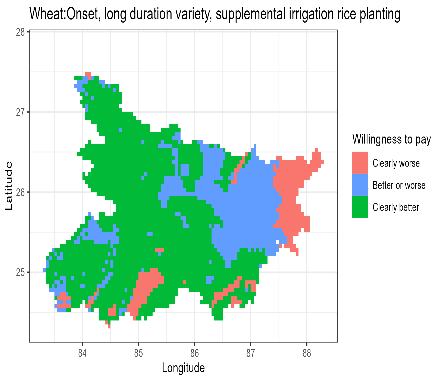 Wheat:Onset, long duration variety, supplemental irrigation rice planting
28
27
26
25
Latitude
84 85 86 87 88
Longitude
Willingness to pay
Clearly worse
Better or worse
Clearly better